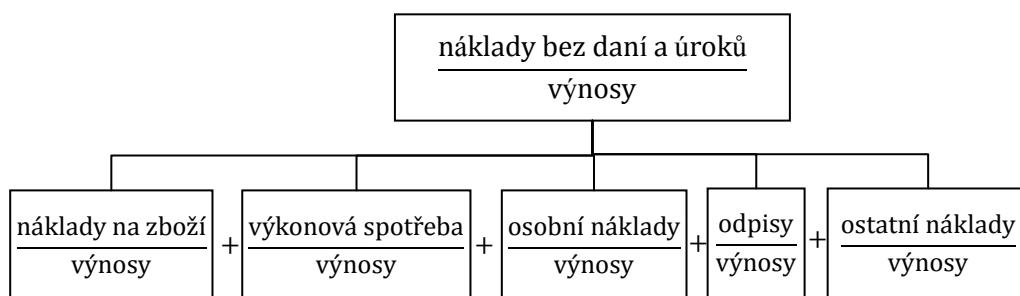 náklady bez daní a úroků
výnosy
náklady na zboží + výkonová spotřeba + osobní náklady + odpisy + ostatní náklady
výnosy výnosy výnosy výnosy výnosy